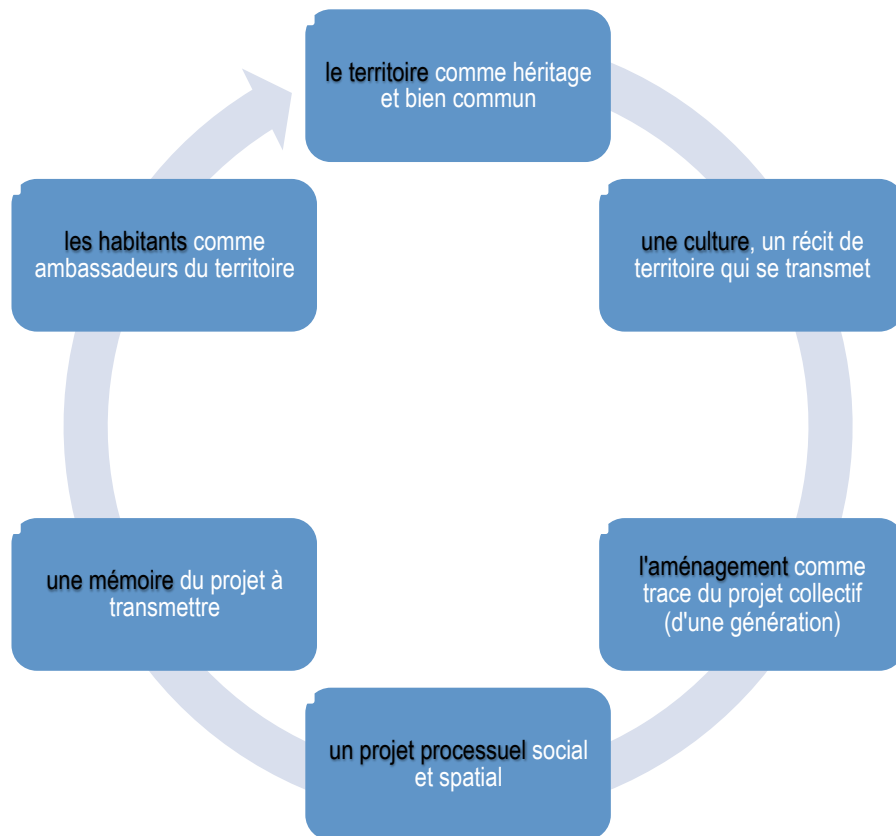 le territoire comme héritage
et bien commun
une culture, un récit de
territoire qui se transmet
l'aménagement comme
trace du projet collectif
(d'une génération)
un projet processuel social
et spatial
une mémoire du projet à
transmettre
les habitants comme
ambassadeurs du territoire